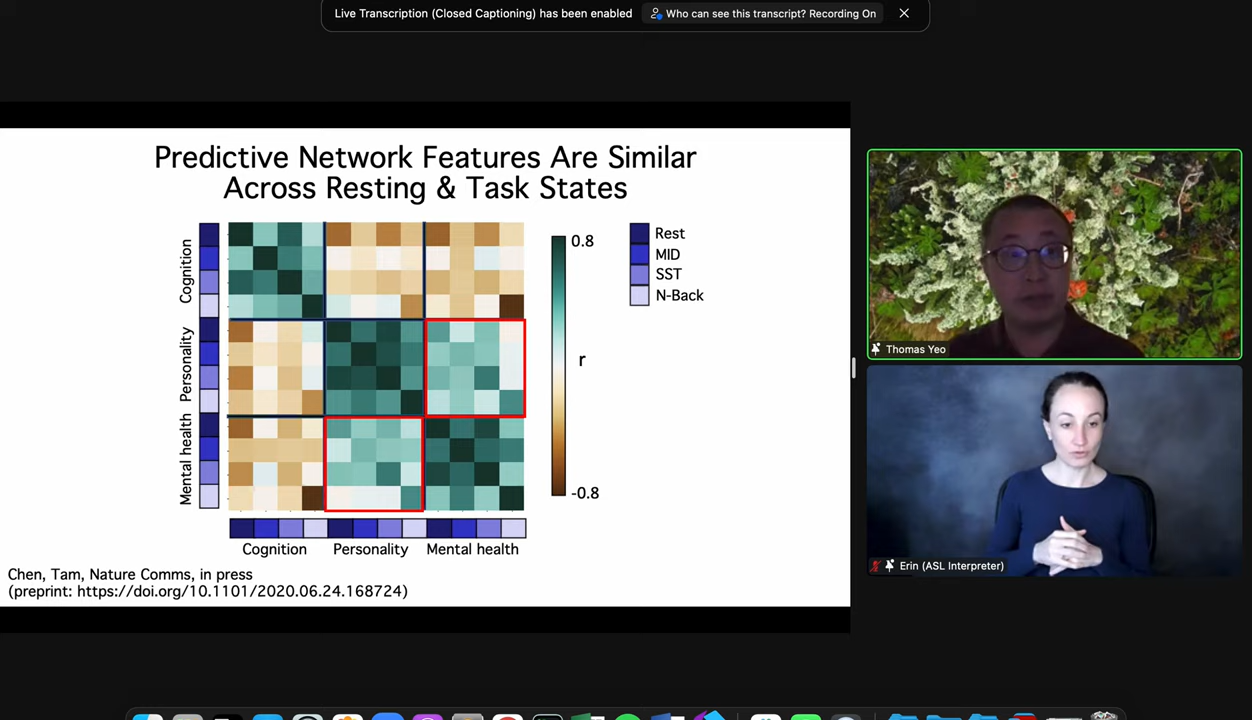 Live Transcription (Closed Captioning) has been enabled
Who can see this transcript? Recording On
Predictive Network Features Are Similar
Across Resting & Task States
Cognition
Personality
Mental health
0.8
r
-0.8
Rest
MID
SST
N-Back
Cognition
Personality
Mental health
Chen, Tam, Nature Comms, in press
(preprint: https://doi.org/10.1101/2020.06.24.168724)
Thomas Yeo
Erin (ASL Interpreter)